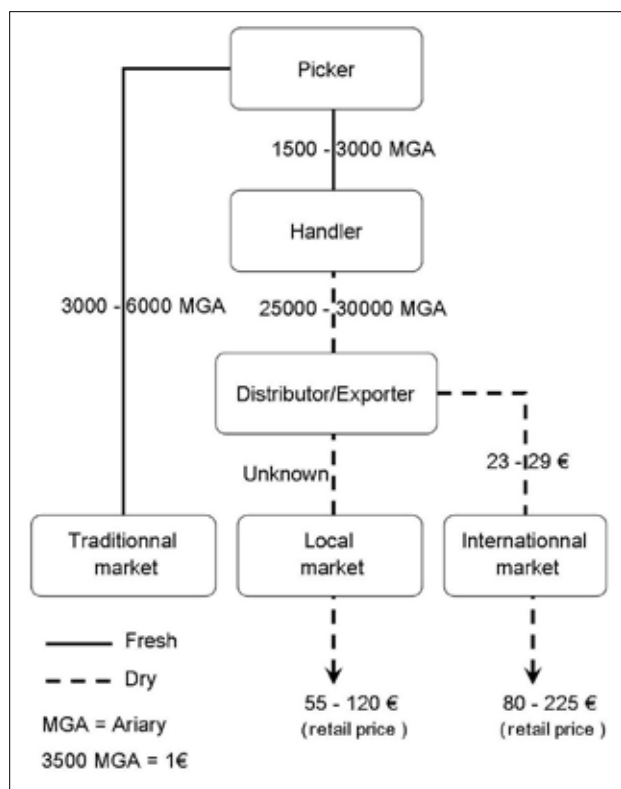 Picker
1500 - 3000 MGA
Handler
3000 - 6000 MGA
25000 - 30000 MGA
Distributor/Exporter
Unknown
23 - 29 €
Traditionnal
market
Local
market
Internationnal
market
Fresh
Dry
MGA = Ariary
3500 MGA = 1€
55 - 120 €
(retail price )
80 - 225 €
(retail price )